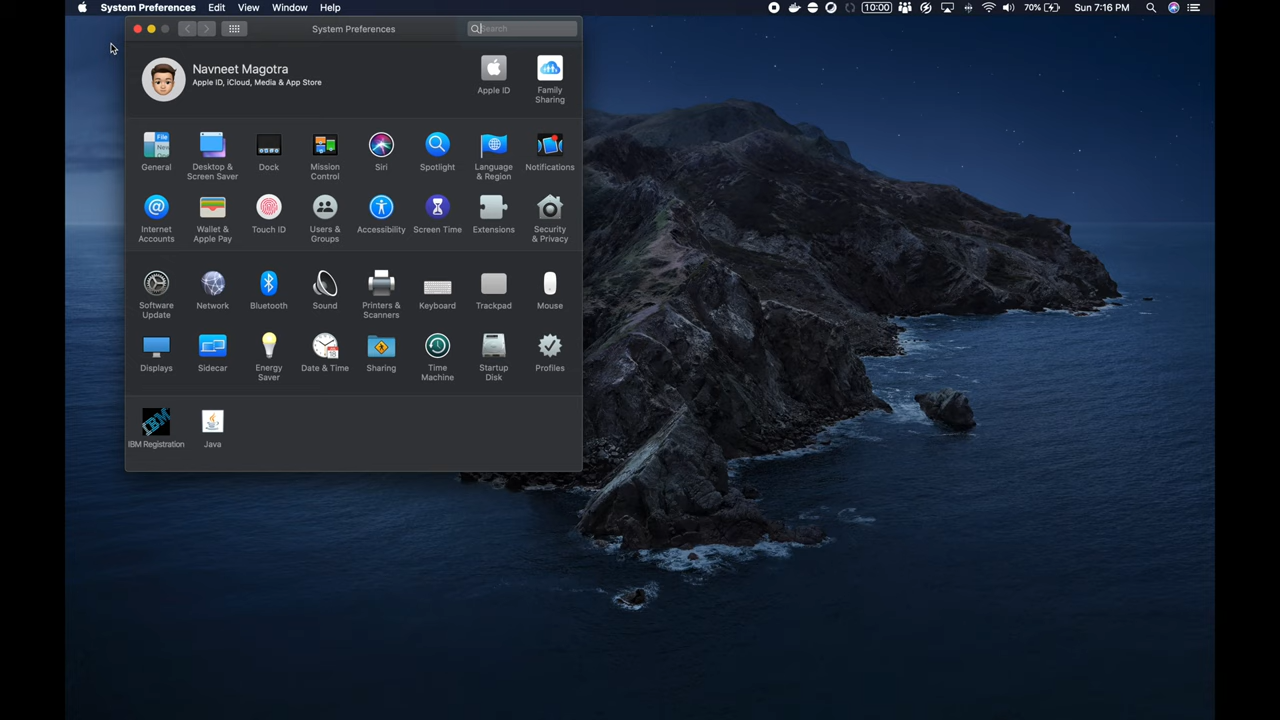 System Preferences Edit View Window Help 10:00 70% Sun 7:16 PM
System Preferences Search
Navneet Magotra
Apple ID, iCloud, Media & App Store
Apple ID
Family
Sharing
General
Desktop &
Screen Saver
Dock
Mission
Control
Siri
Spotlight
Language
& Region
Notifications
Internet
Accounts
Wallet &
Apple Pay
Touch ID
Users &
Groups
Accessibility
Screen Time
Extensions
Security
& Privacy
Software
Update
Network
Bluetooth
Sound
Printers &
Scanners
Keyboard
Trackpad
Mouse
Displays
Sidecar
Energy
Saver
Date & Time
Sharing
Time
Machine
Startup
Disk
Profiles
IBM Registration
Java